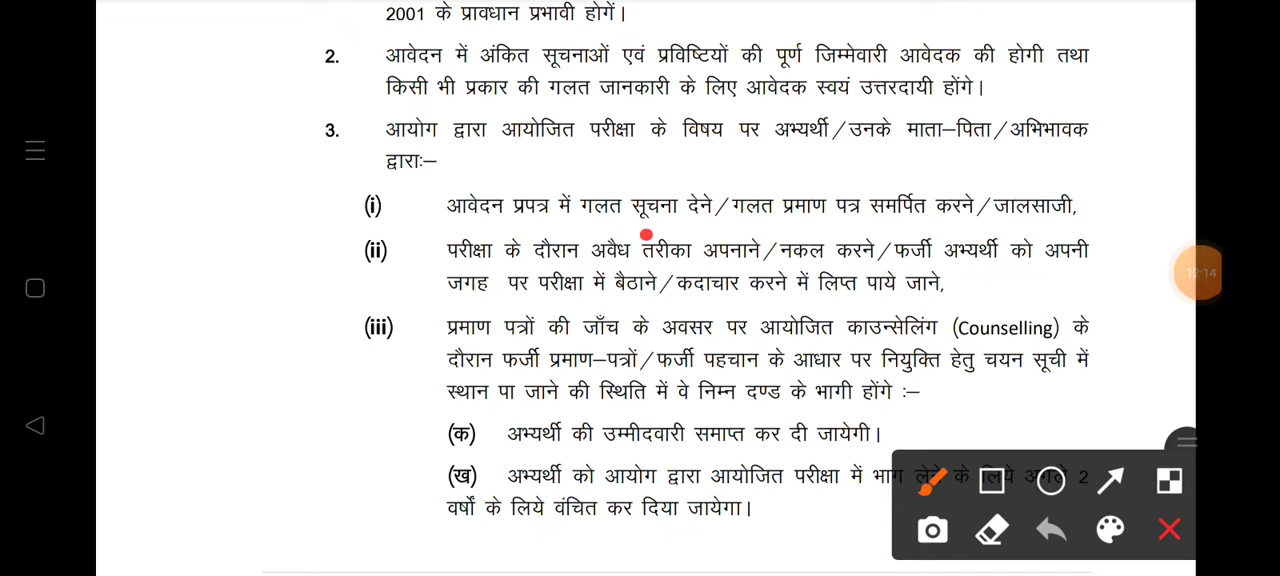 2001 के प्रावधान प्रभावी होगें।
2. आवेदन में अंकित सूचनाओं एवं प्रविष्टियों की पूर्ण जिम्मेवारी आवेदक की होगी तथा
किसी भी प्रकार की गलत जानकारी के लिए आवेदक स्वयं उत्तरदायी होंगे।
3. आयोग द्वारा आयोजित परीक्षा के विषय पर अभ्यर्थी/उनके माता–पिता/अभिभावक
द्वाराः–
(i) आवेदन प्रपत्र में गलत सूचना देने/गलत प्रमाण पत्र समर्पित करने/जालसाजी,
(ii) परीक्षा के दौरान अवैध तरीका अपनाने/नकल करने/फर्जी अभ्यर्थी को अपनी
जगह पर परीक्षा में बैठाने/कदाचार करने में लिप्त पाये जाने,
12:14
(iii) प्रमाण पत्रों की जाँच के अवसर पर आयोजित काउन्सेलिंग (Counselling) के
दौरान फर्जी प्रमाण–पत्रों/फर्जी पहचान के आधार पर नियुक्ति हेतु चयन सूची में
स्थान पा जाने की स्थिति में वे निम्न दण्ड के भागी होंगे :–
(क) अभ्यर्थी की उम्मीदवारी समाप्त कर दी जायेगी।
(ख) अभ्यर्थी को आयोग द्वारा आयोजित परीक्षा में भाग लेने के लिये अगले 2
वर्षों के लिये वंचित कर दिया जायेगा।